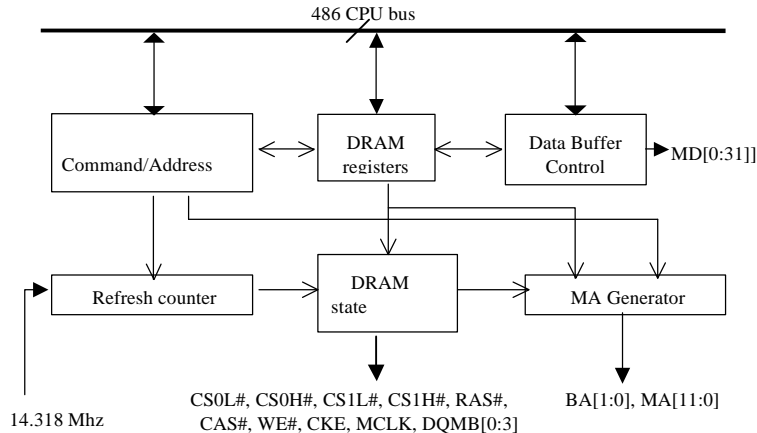 486 CPU bus
Command/Address
DRAM
registers
Data Buffer
Control
MD[0:31]]
Refresh counter
DRAM
state
MA Generator
14.318 Mhz
CS0L#, CS0H#, CS1L#, CS1H#, RAS#,
CAS#, WE#, CKE, MCLK, DQMB[0:3]
BA[1:0], MA[11:0]